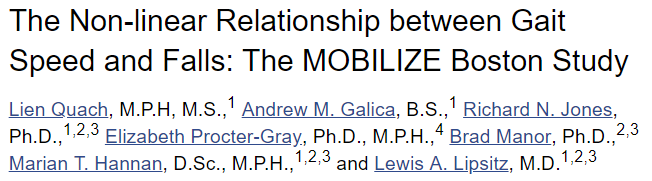 The Non-linear Relationship between Gait
Speed and Falls: The MOBILIZE Boston Study
Lien Quach, M.P.H, M.S.,1 Andrew M. Galica, B.S.,1 Richard N. Jones,
Ph.D.,1,2,3 Elizabeth Procter-Gray, Ph.D., M.P.H.,4 Brad Manor, Ph.D.,2,3
Marian T. Hannan, D.Sc., M.P.H.,1,2,3 and Lewis A. Lipsitz, M.D.1,2,3